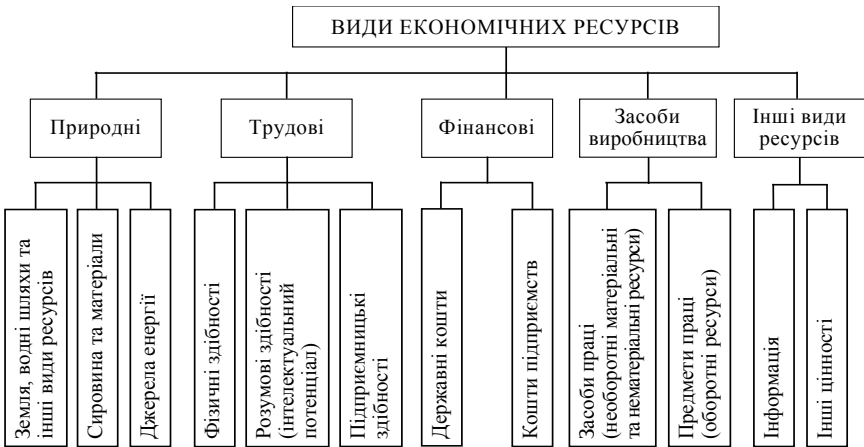 ВИДИ ЕКОНОМІЧНИХ РЕСУРСІВ
Природні
Трудові
Фінансові
Засоби
виробництва
Інші види
ресурсів
Земля, водні шляхи та
інші види ресурсів
Сировина та матеріали
Джерела енергії
Фізичні здібності
Розумові здібності
(інтелектуальний
потенціал)
Підприємницькі
здібності
Державні кошти
Кошти підприємств
Засоби праці
(необоротні матеріальні
та нематеріальні ресурси)
Предмети праці
(оборотні ресурси)
Інформація
Інші цінності